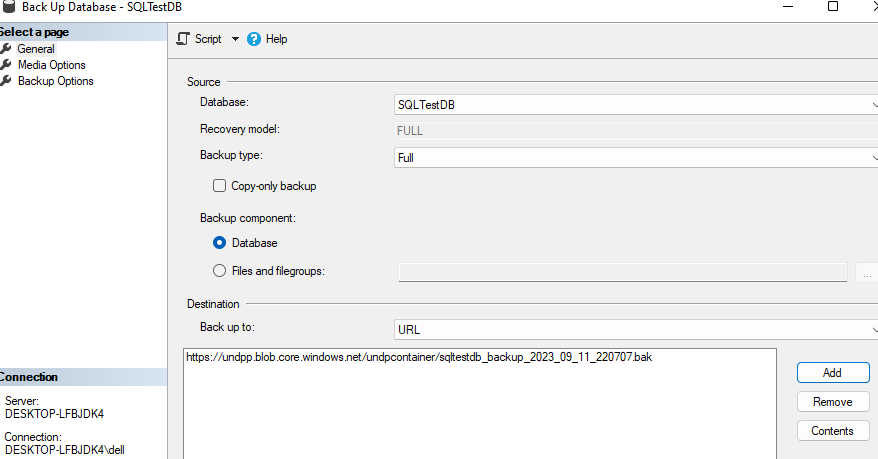 Back Up Database - SQLTestDB
Select a page
General
Media Options
Backup Options
Script
Help
Source
Database:
SQLTestDB
Recovery model:
FULL
Backup type:
Full
Copy-only backup
Backup component:
Database
Files and filegroups:
...
Destination
Back up to:
URL
https://undpp.blob.core.windows.net/undpcontainer/sqltestdb_backup_2023_09_11_220707.bak
Add
Remove
Contents
Connection
Server:
DESKTOP-LFBJDK4
Connection:
DESKTOP-LFBJDK4\dell